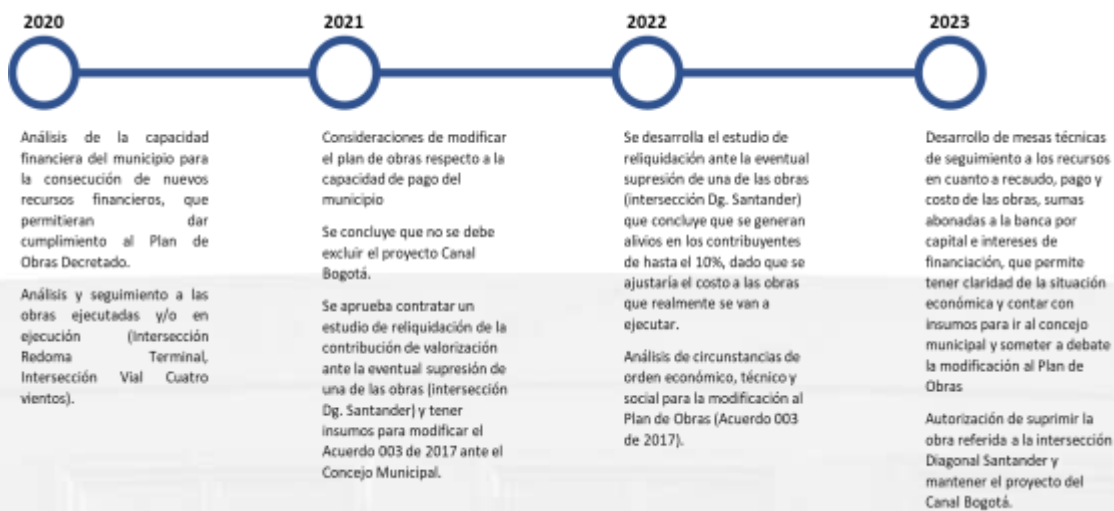 2020
Análisis de la capacidad
financiera del municipio para
la consecución de nuevos
recursos financieros, que
permitieran dar
cumplimiento al Plan de
Obras Decretado.
Análisis y seguimiento a las
obras ejecutadas y/o en
ejecución (Intersección
Redoma Terminal,
Intersección Vial Cuatro
vientos).
2021
Consideraciones de modificar
el plan de obras respecto a la
capacidad de pago del
municipio
Se concluye que no se debe
excluir el proyecto Canal
Bogotá.
Se aprueba contratar un
estudio de reliquidación de la
contribución de valorización
ante la eventual supresión de
una de las obras (intersección
Dg. Santander) y tener
insumos para modificar el
Acuerdo 003 de 2017 ante el
Concejo Municipal.
2022
Se desarrolla el estudio de
reliquidación ante la eventual
supresión de una de las obras
(intersección Dg. Santander)
que concluye que se generan
alivios en los contribuyentes
de hasta el 10%, dado que se
ajustaría el costo a las obras
que realmente se van a
ejecutar.
Análisis de circunstancias de
orden económico, técnico y
social para la modificación al
Plan de Obras (Acuerdo 003
de 2017).
2023
Desarrollo de mesas técnicas
de seguimiento a los recursos
en cuanto a recaudo, pago y
costo de las obras, sumas
abonadas a la banca por
capital e intereses de
financiación, que permite
tener claridad de la situación
económica y contar con
insumos para ir al concejo
municipal y someter a debate
la modificación al Plan de
Obras
Autorización de suprimir la
obra referida a la intersección
Diagonal Santander y
mantener el proyecto del
Canal Bogotá.